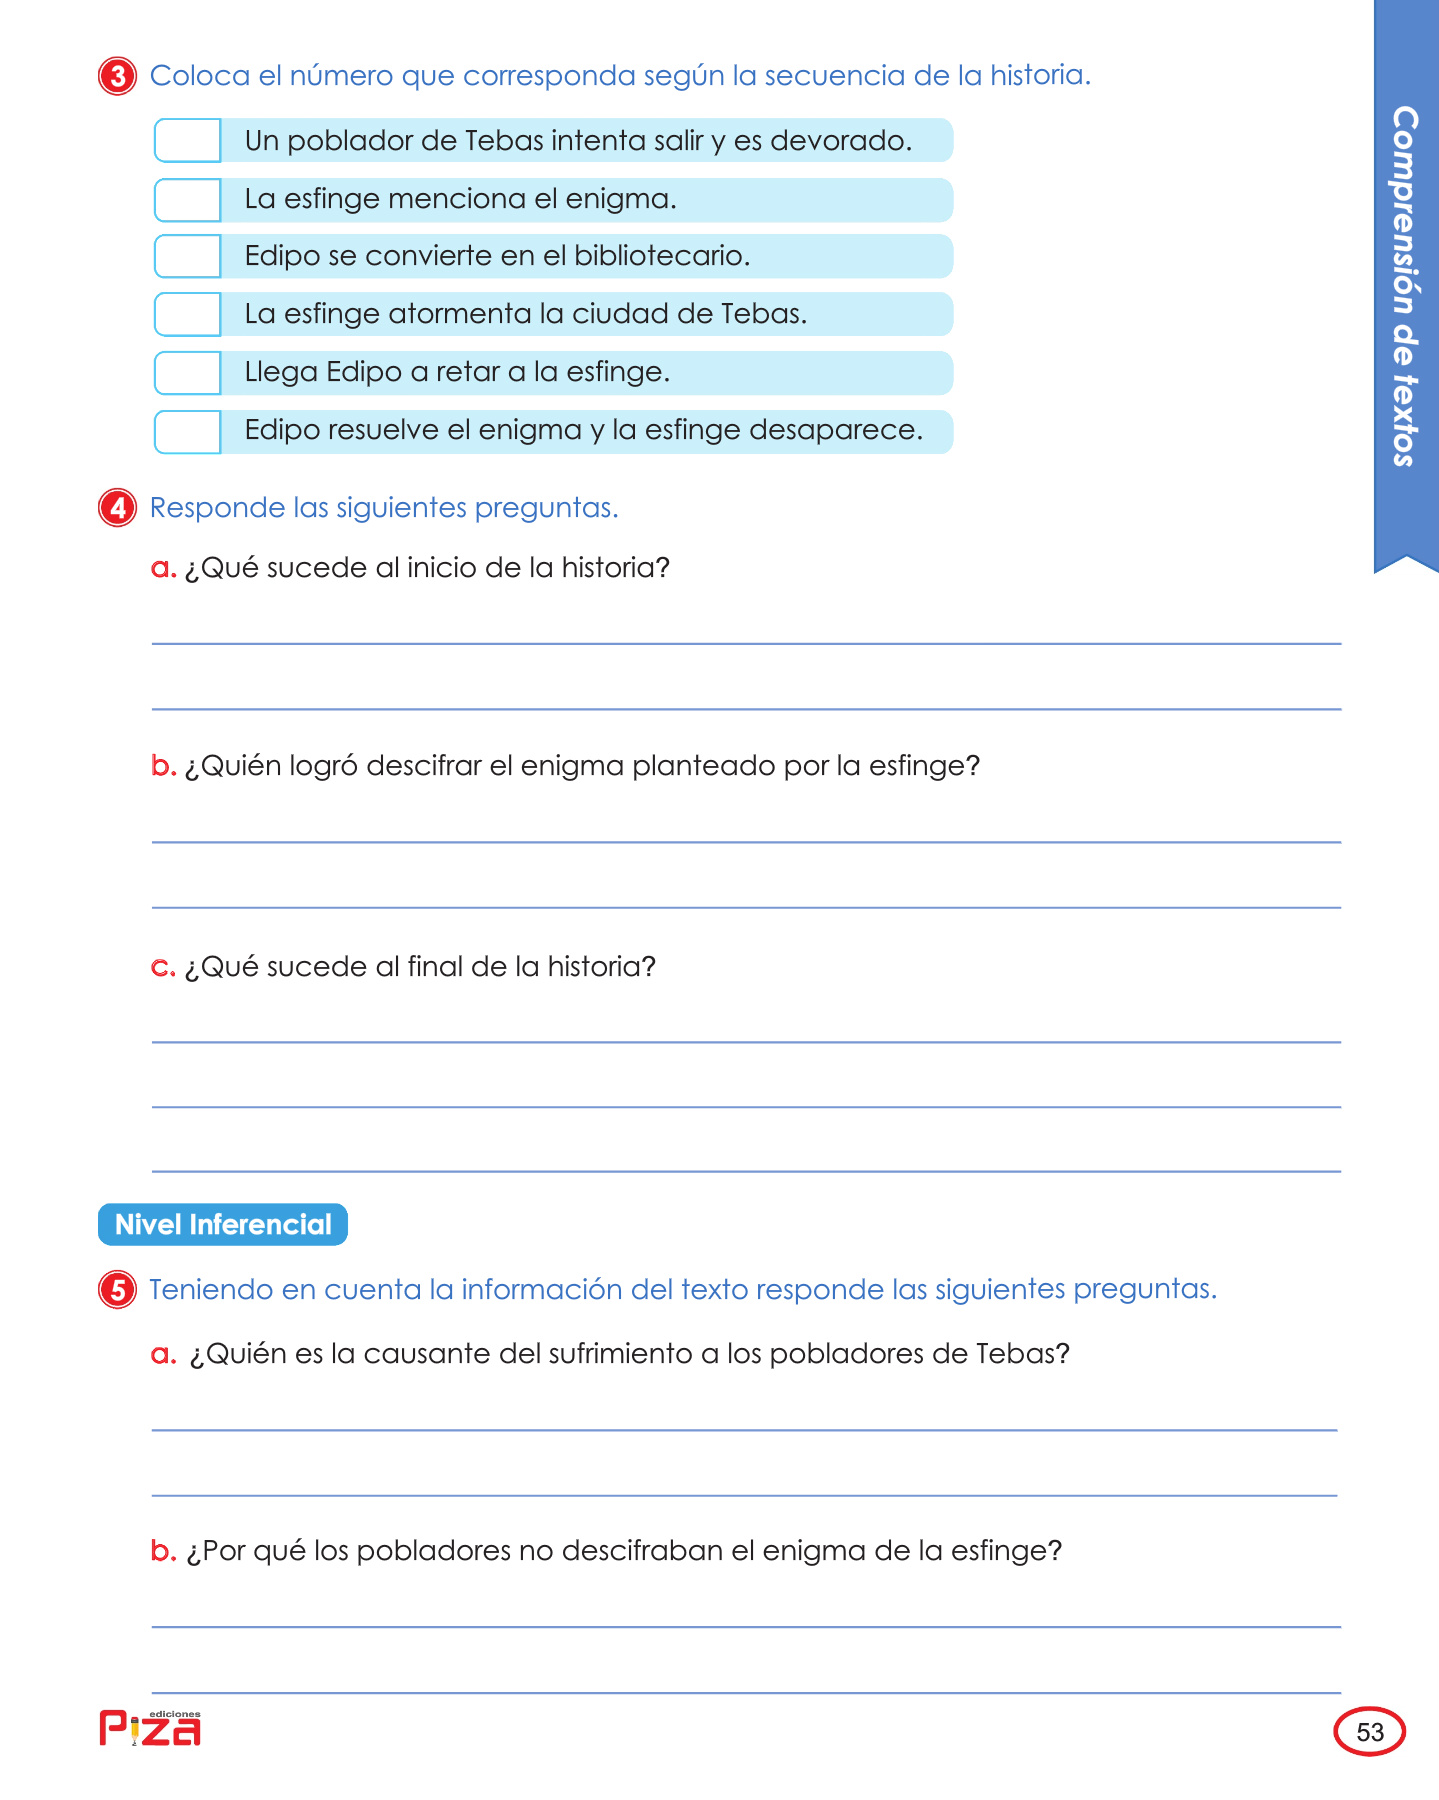 3 Coloca el número que corresponda según la secuencia de la historia.
Un poblador de Tebas intenta salir y es devorado.
La esfinge menciona el enigma.
Edipo se convierte en el bibliotecario.
La esfinge atormenta la ciudad de Tebas.
Llega Edipo a retar a la esfinge.
Edipo resuelve el enigma y la esfinge desaparece.
4 Responde las siguientes preguntas.
a. ¿Qué sucede al inicio de la historia?
b. ¿Quién logró descifrar el enigma planteado por la esfinge?
c. ¿Qué sucede al final de la historia?
Nivel Inferencial
5 Teniendo en cuenta la información del texto responde las siguientes preguntas.
a. ¿Quién es la causante del sufrimiento a los pobladores de Tebas?
b. ¿Por qué los pobladores no descifraban el enigma de la esfinge?
ediciones
Piza
53
Comprensión de textos